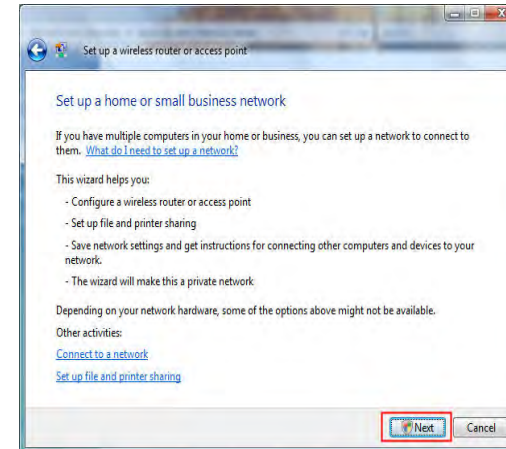 Set up a wireless router or access point
Set up a home or small business network
If you have multiple computers in your home or business, you can set up a network to connect to
them. What do I need to set up a network?
This wizard helps you:
- Configure a wireless router or access point
- Set up file and printer sharing
- Save network settings and get instructions for connecting other computers and devices to your
network.
- The wizard will make this a private network
Depending on your network hardware, some of the options above might not be available.
Other activities:
Connect to a network
Set up file and printer sharing
Next Cancel